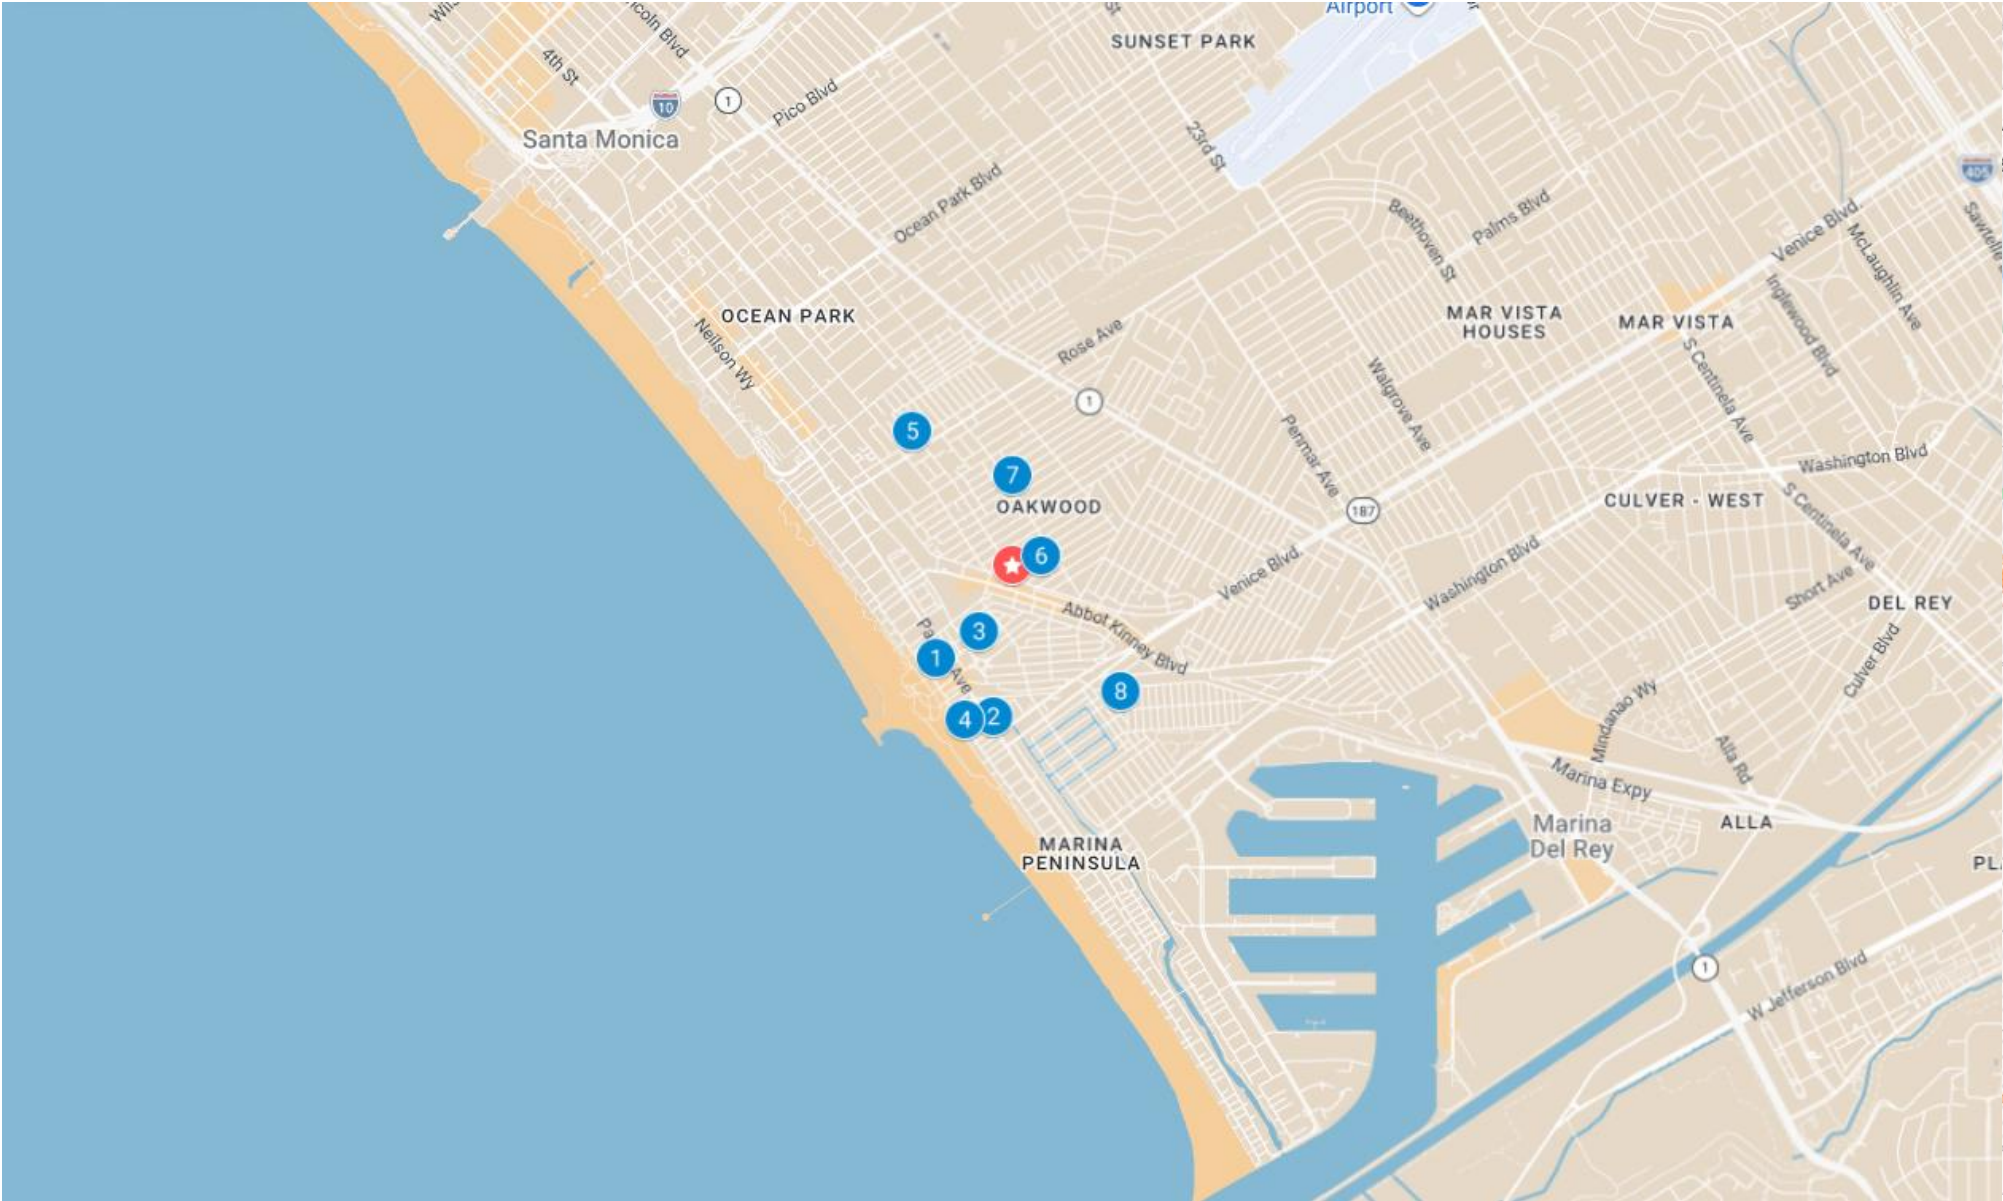 Airport
SUNSET PARK
4th St
10
1
Pico Blvd
Santa Monica
23rd St
405
Ocean Park Blvd
Beethoven St
Palms Blvd
Venice Blvd.
McLaughlin Ave
Inglewood Blvd
OCEAN PARK
Neilson Wy
Rose Ave
MAR VISTA
HOUSES
MAR VISTA
S Centinela Ave
Walgrove Ave
1
Penmar Ave
5
7
OAKWOOD
187
Washington Blvd
CULVER - WEST
S Centinela Ave
6
Venice Blvd.
Washington Blvd
Short Ave
DEL REY
Abbot Kinney Blvd
3
1
Ave
8
Culver Blvd
4
2
Mindanao Wy
Alla Rd
Marina Expy
Marina
Del Rey
ALLA
MARINA
PENINSULA
1
W Jefferson Blvd